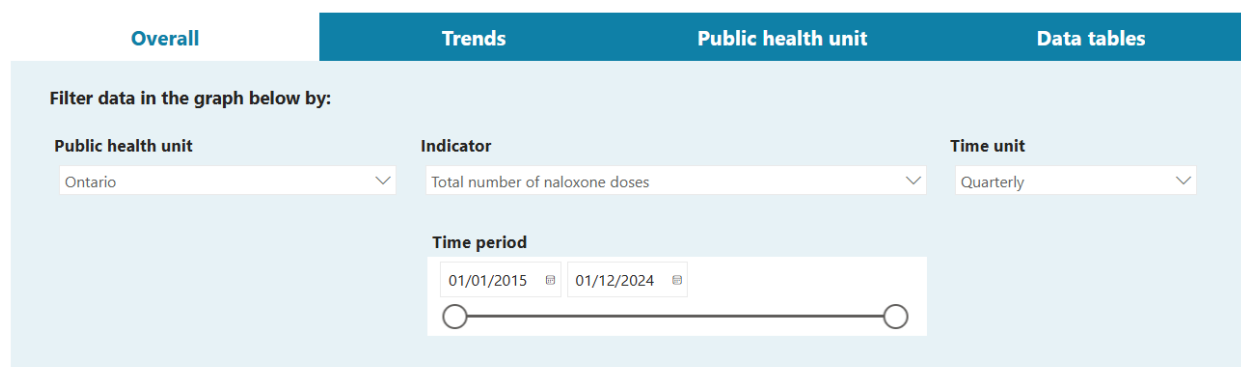 Overall Trends Public health unit Data tables
Filter data in the graph below by:
Public health unit Indicator Time unit
Ontario Total number of naloxone doses Quarterly
Time period
01/01/2015 01/12/2024